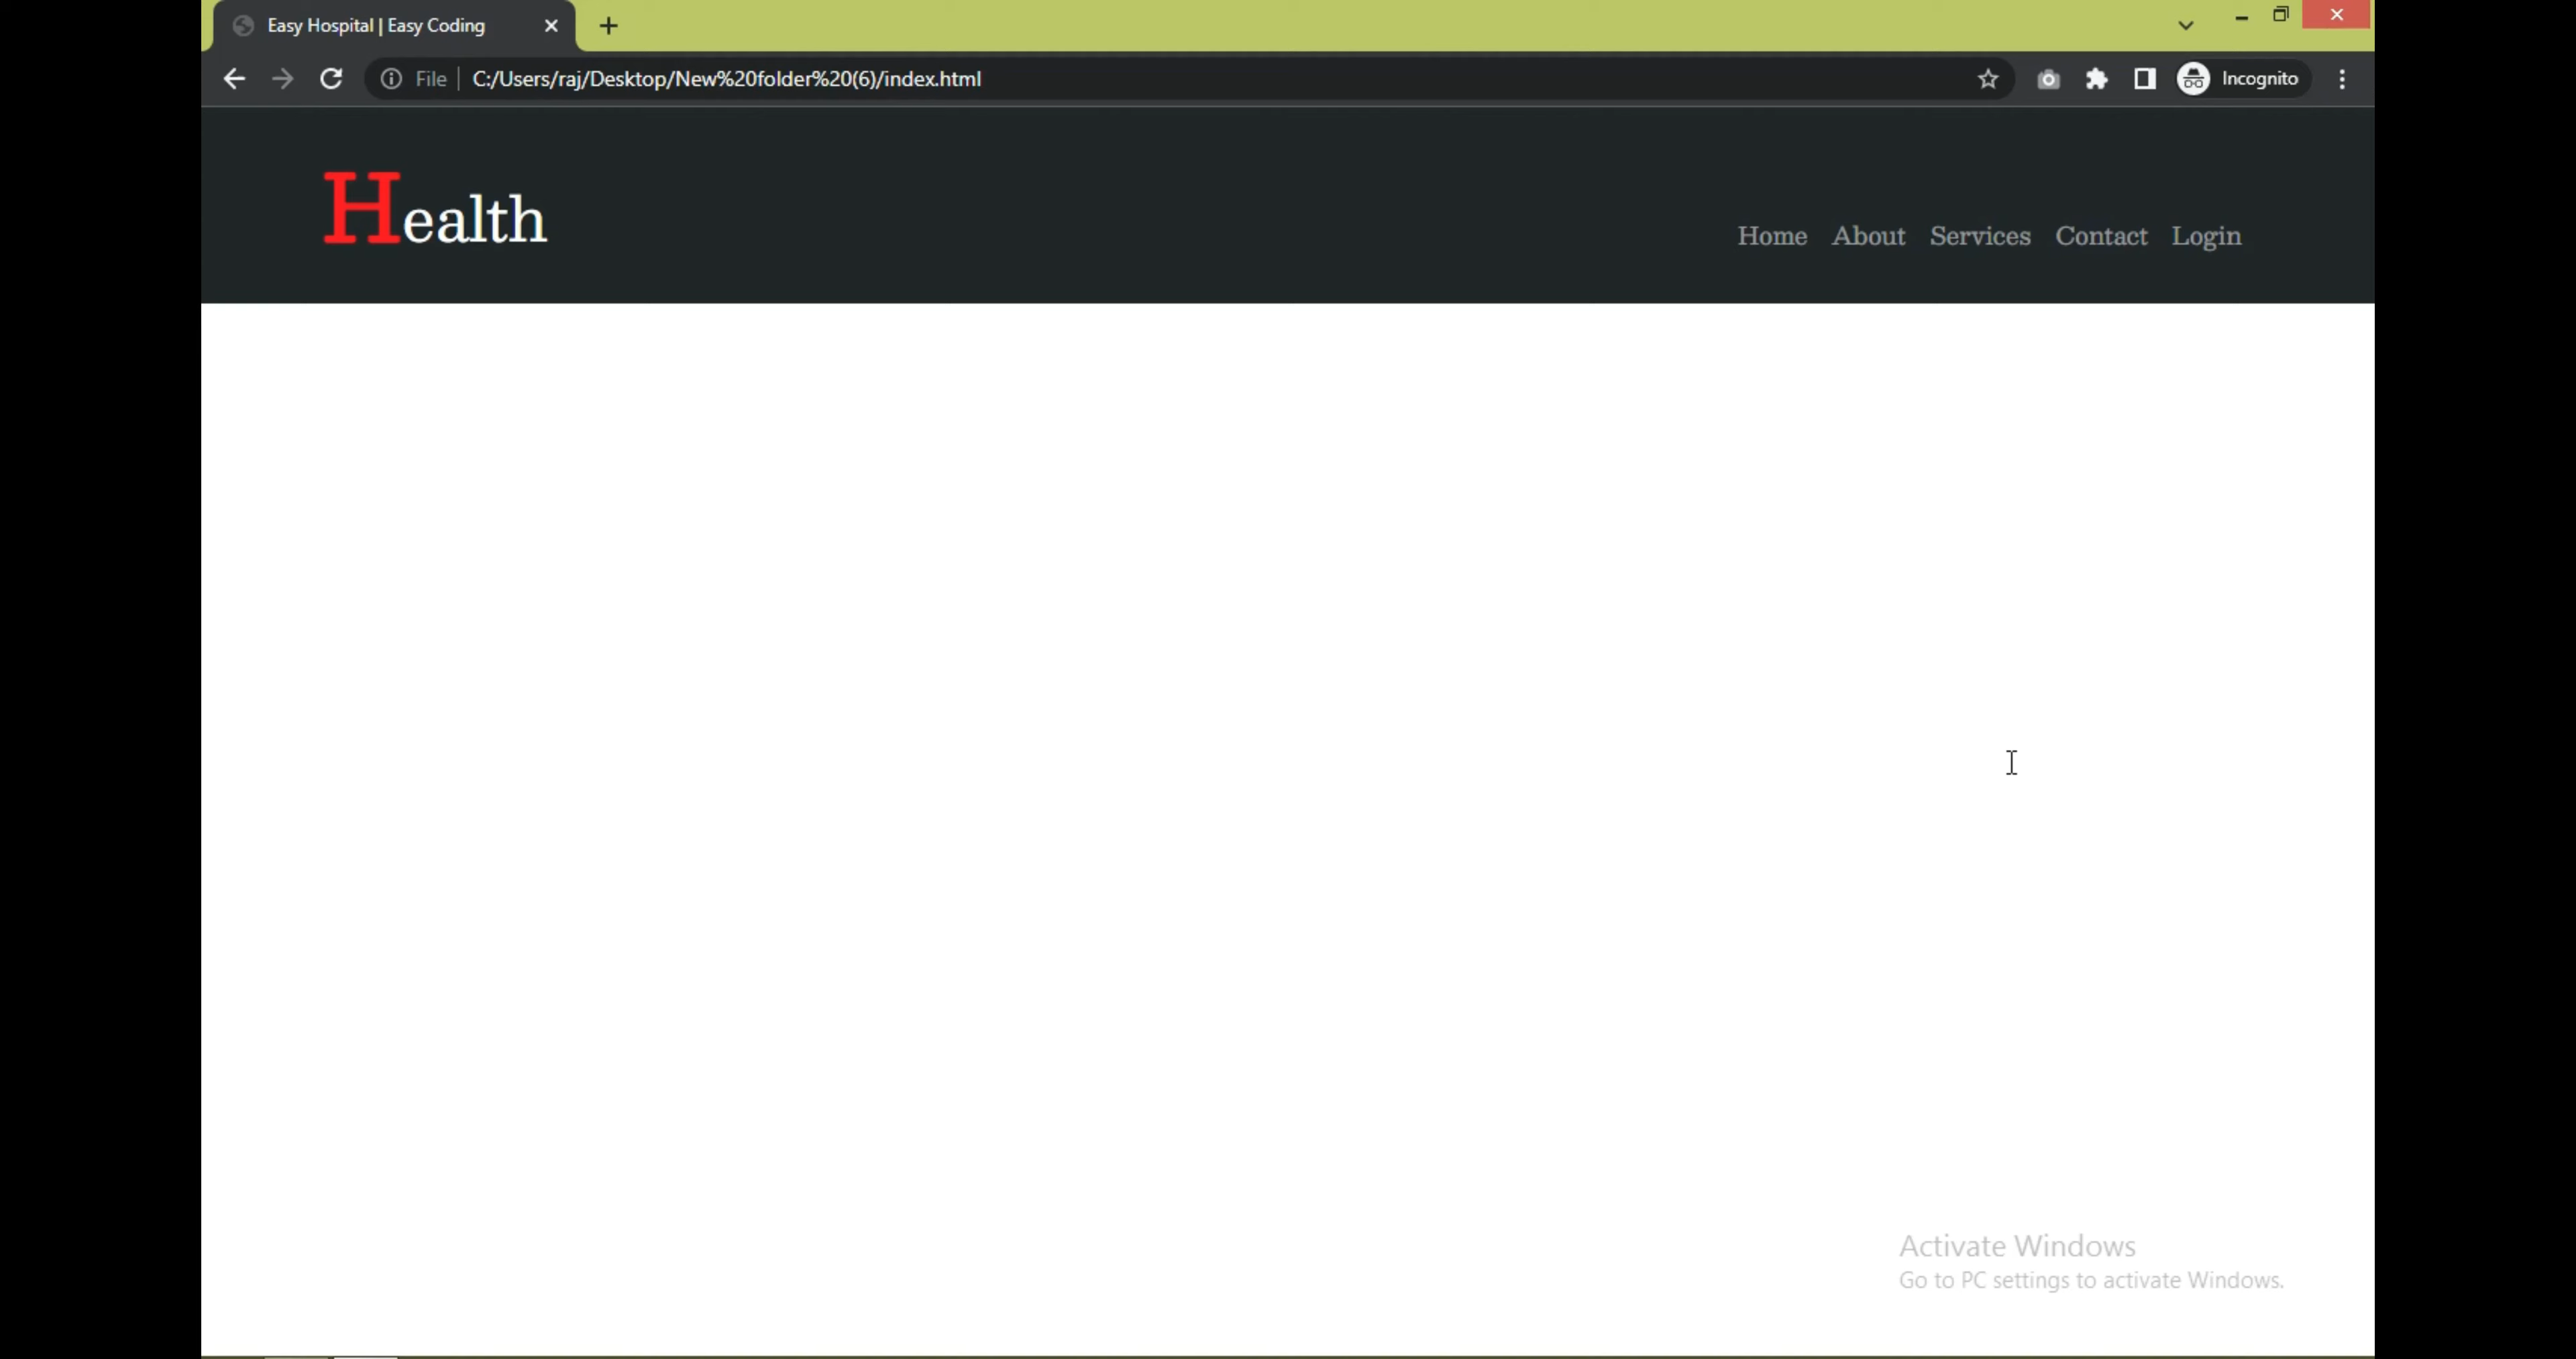 Easy Hospital | Easy Coding
File
C:/Users/raj/Desktop/New%20folder%20(6)/index.html
Incognito
Health
Home About Services Contact Login
Activate Windows
Go to PC settings to activate Windows.